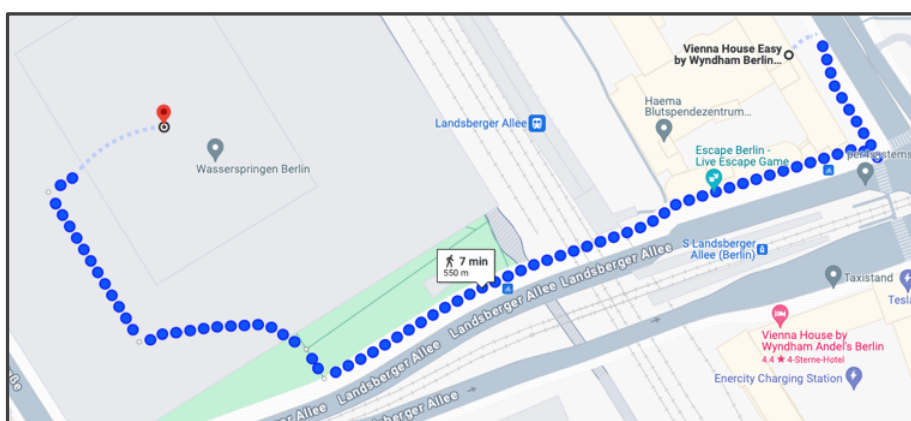 Vienna House Easy
by Wyndham Berlin...
Landsberger Allee
Haema
Blutspendezentrum...
Wasserspringen Berlin
Escape Berlin -
Live Escape Game
S Landsberger
Allee (Berlin)
7 min
550 m
Landsberger Allee
Landsberger Allee
Landsberger Allee
Landsberger Allee
Taxistand
Tesla
Vienna House by
Wyndham Andel's Berlin
4.4 ★ 4-Sterne-Hotel
Enercity Charging Station